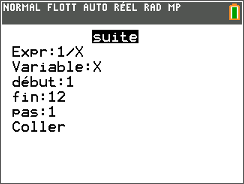 NORMAL FLOTT AUTO RÉEL RAD MP
suite
Expr:1/X
Variable:X
début:1
fin:12
pas:1
Coller